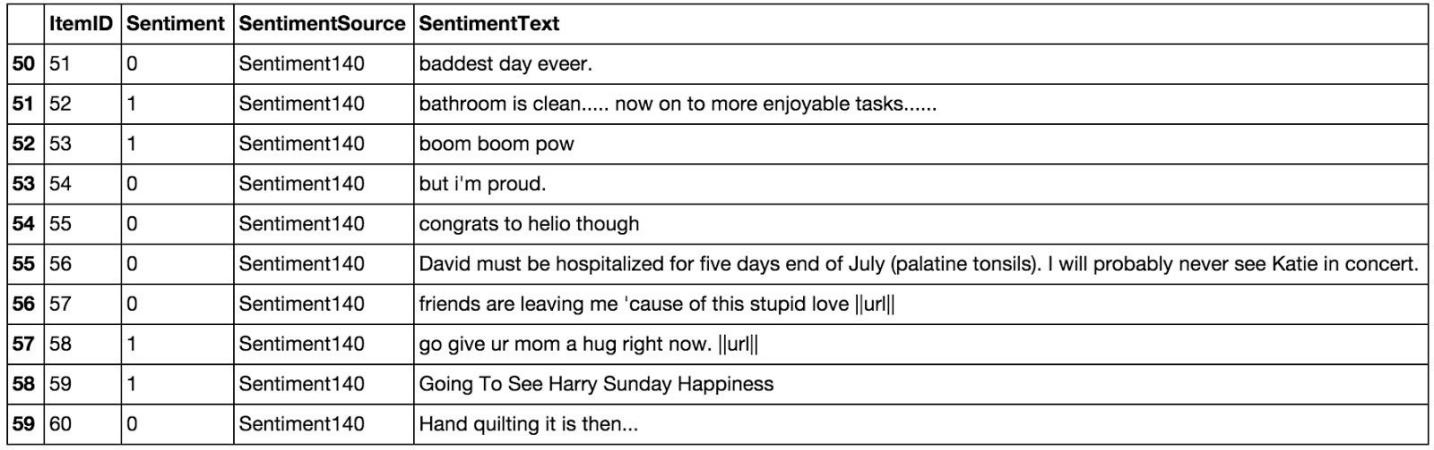 ItemID Sentiment SentimentSource SentimentText
50 51 0 Sentiment140 baddest day eveer.
51 52 1 Sentiment140 bathroom is clean..... now on to more enjoyable tasks......
52 53 1 Sentiment140 boom boom pow
53 54 0 Sentiment140 but i'm proud.
54 55 0 Sentiment140 congrats to helio though
55 56 0 Sentiment140 David must be hospitalized for five days end of July (palatine tonsils). I will probably never see Katie in concert.
56 57 0 Sentiment140 friends are leaving me 'cause of this stupid love ||url||
57 58 1 Sentiment140 go give ur mom a hug right now. ||url||
58 59 1 Sentiment140 Going To See Harry Sunday Happiness
59 60 0 Sentiment140 Hand quilting it is then...